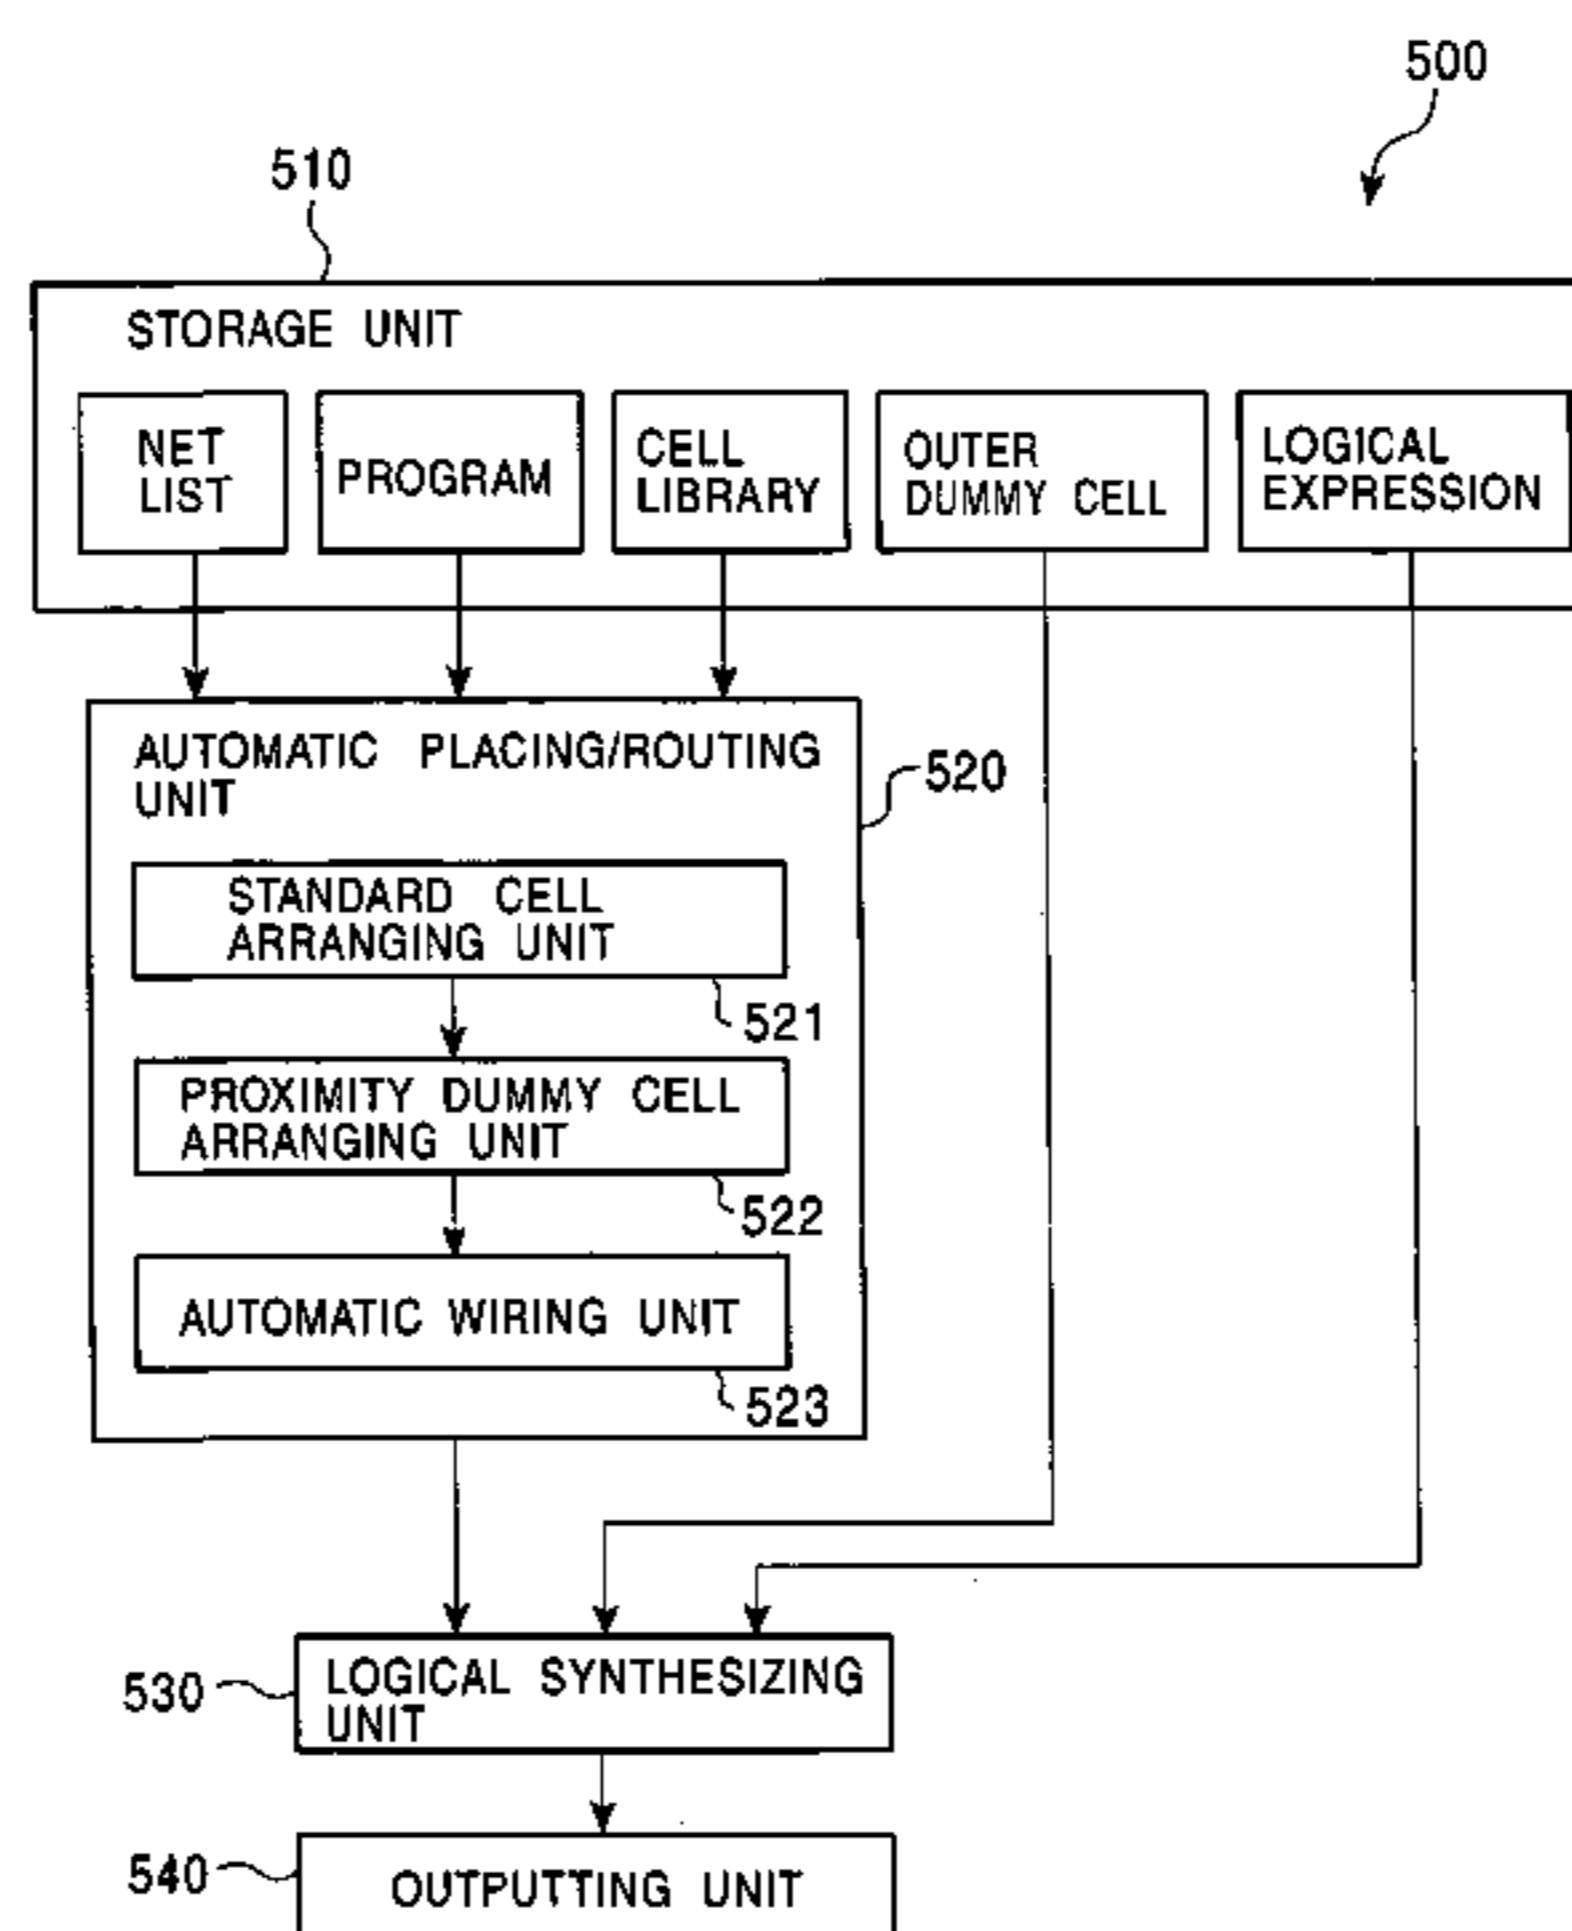 500
510
STORAGE UNIT
NET
LIST
PROGRAM
CELL
LIBRARY
OUTER
DUMMY CELL
LOGICAL
EXPRESSION
AUTOMATIC PLACING/ROUTING
UNIT
520
STANDARD CELL
ARRANGING UNIT
521
PROXIMITY DUMMY CELL
ARRANGING UNIT
522
AUTOMATIC WIRING UNIT
523
530
LOGICAL SYNTHESIZING
UNIT
540
OUTPUTTING UNIT